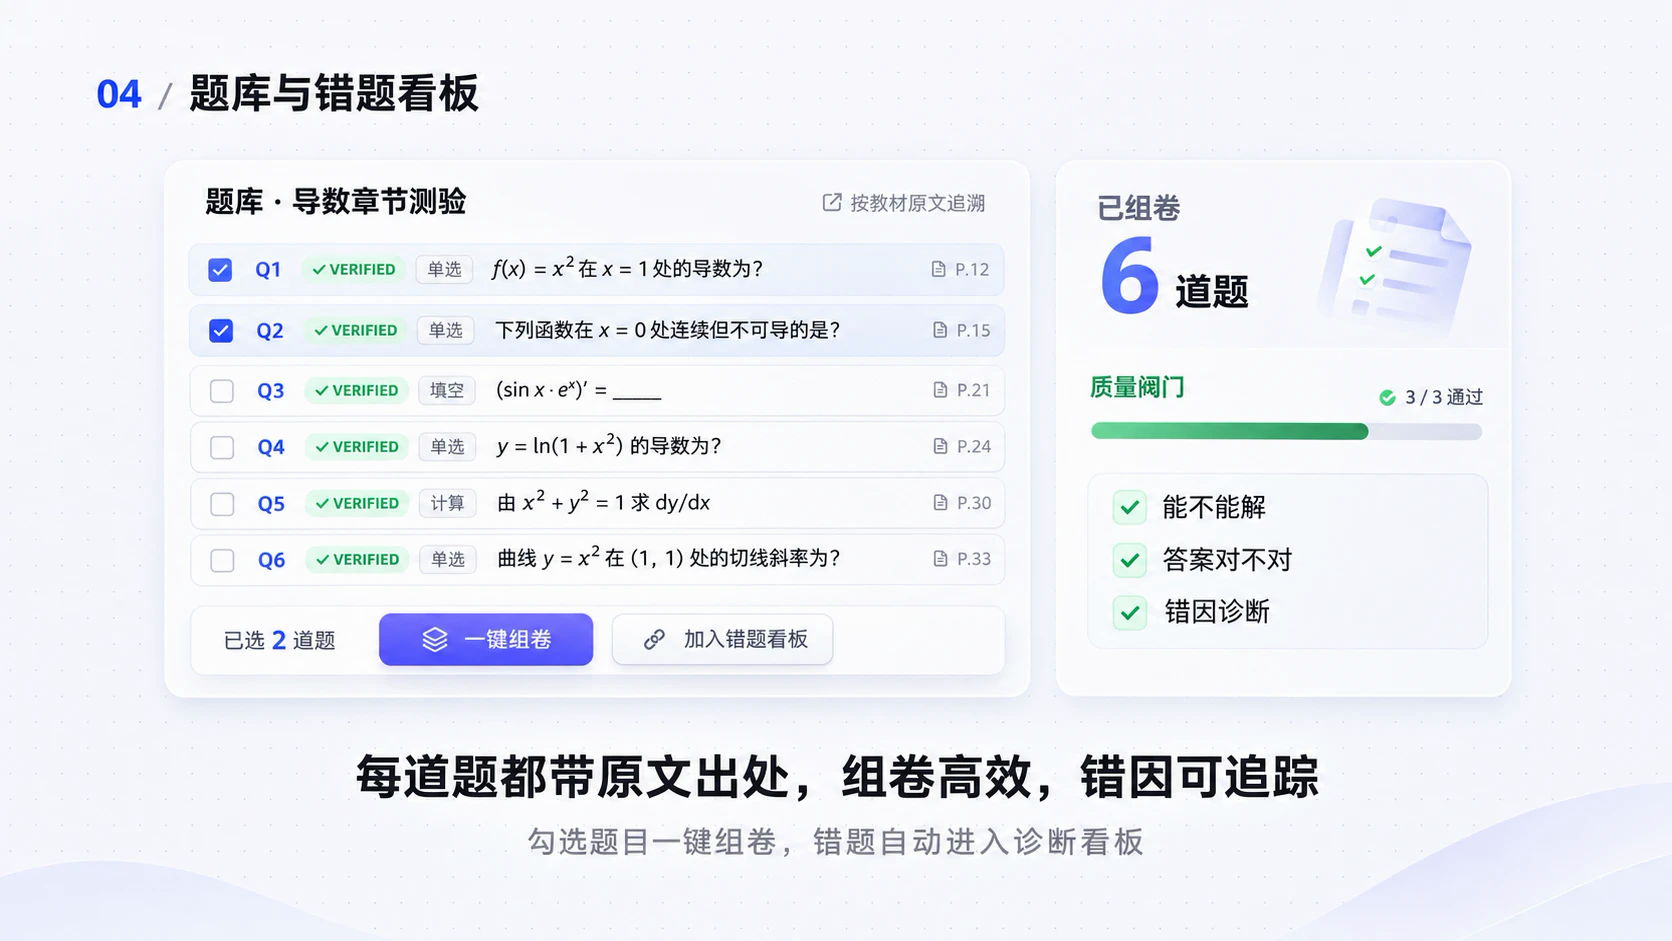 04 / 题库与错题看板
题库 · 导数章节测验
按教材原文追溯
Q1 VERIFIED 单选 f(x) = x² 在 x = 1 处的导数为? P.12
Q2 VERIFIED 单选 下列函数在 x = 0 处连续但不可导的是? P.15
Q3 VERIFIED 填空 (sin x · eˣ)′ = _____ P.21
Q4 VERIFIED 单选 y = ln(1 + x²) 的导数为? P.24
Q5 VERIFIED 计算 由 x² + y² = 1 求 dy/dx P.30
Q6 VERIFIED 单选 曲线 y = x² 在 (1, 1) 处的切线斜率为? P.33
已选 2 道题
一键组卷
加入错题看板
已组卷
6 道题
质量阀门
3 / 3 通过
能不能解
答案对不对
错因诊断
每道题都带原文出处，组卷高效，错因可追踪
勾选题目一键组卷，错题自动进入诊断看板